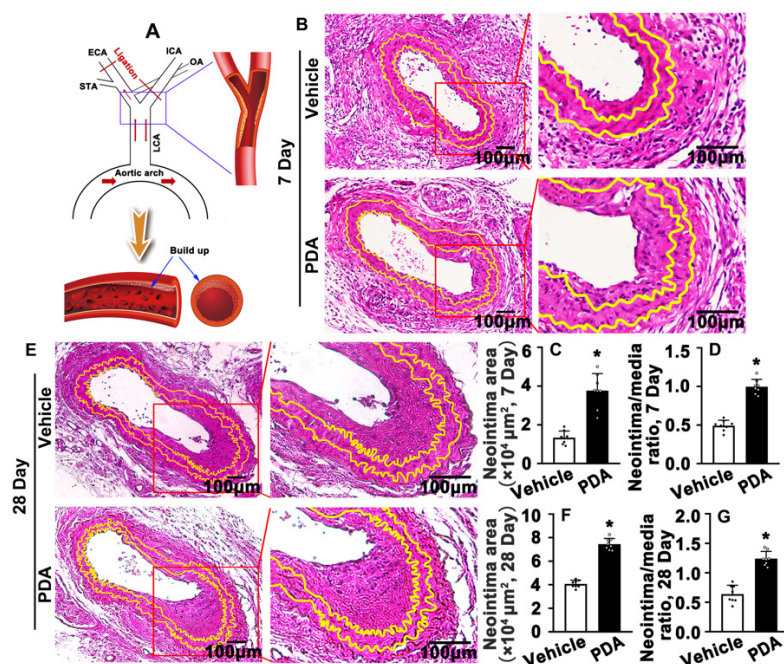 A
ECA
Ligation
ICA
OA
STA
LCA
Aortic arch
Build up
B
Vehicle
PDA
7 Day
100μm
100μm
100μm
100μm
C
Neointima area
(×10⁴ μm², 7 Day)
6
4
2
0
*
Vehicle
PDA
D
Neointima/media
ratio, 7 Day
1.5
1.0
0.5
0.0
*
Vehicle
PDA
E
Vehicle
PDA
28 Day
100μm
100μm
100μm
100μm
F
Neointima area
(×10⁴ μm², 28 Day)
10
8
6
4
2
0
*
Vehicle
PDA
G
Neointima/media
ratio, 28 Day
2.0
1.5
1.0
0.5
0.0
*
Vehicle
PDA